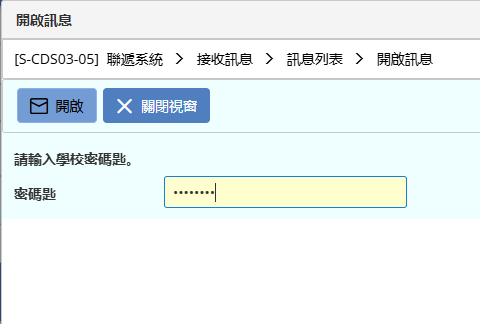 開啟訊息
[S-CDS03-05] 聯遞系統 > 接收訊息 > 訊息列表 > 開啟訊息
開啟 關閉視窗
請輸入學校密碼匙。
密碼匙 ••••••••